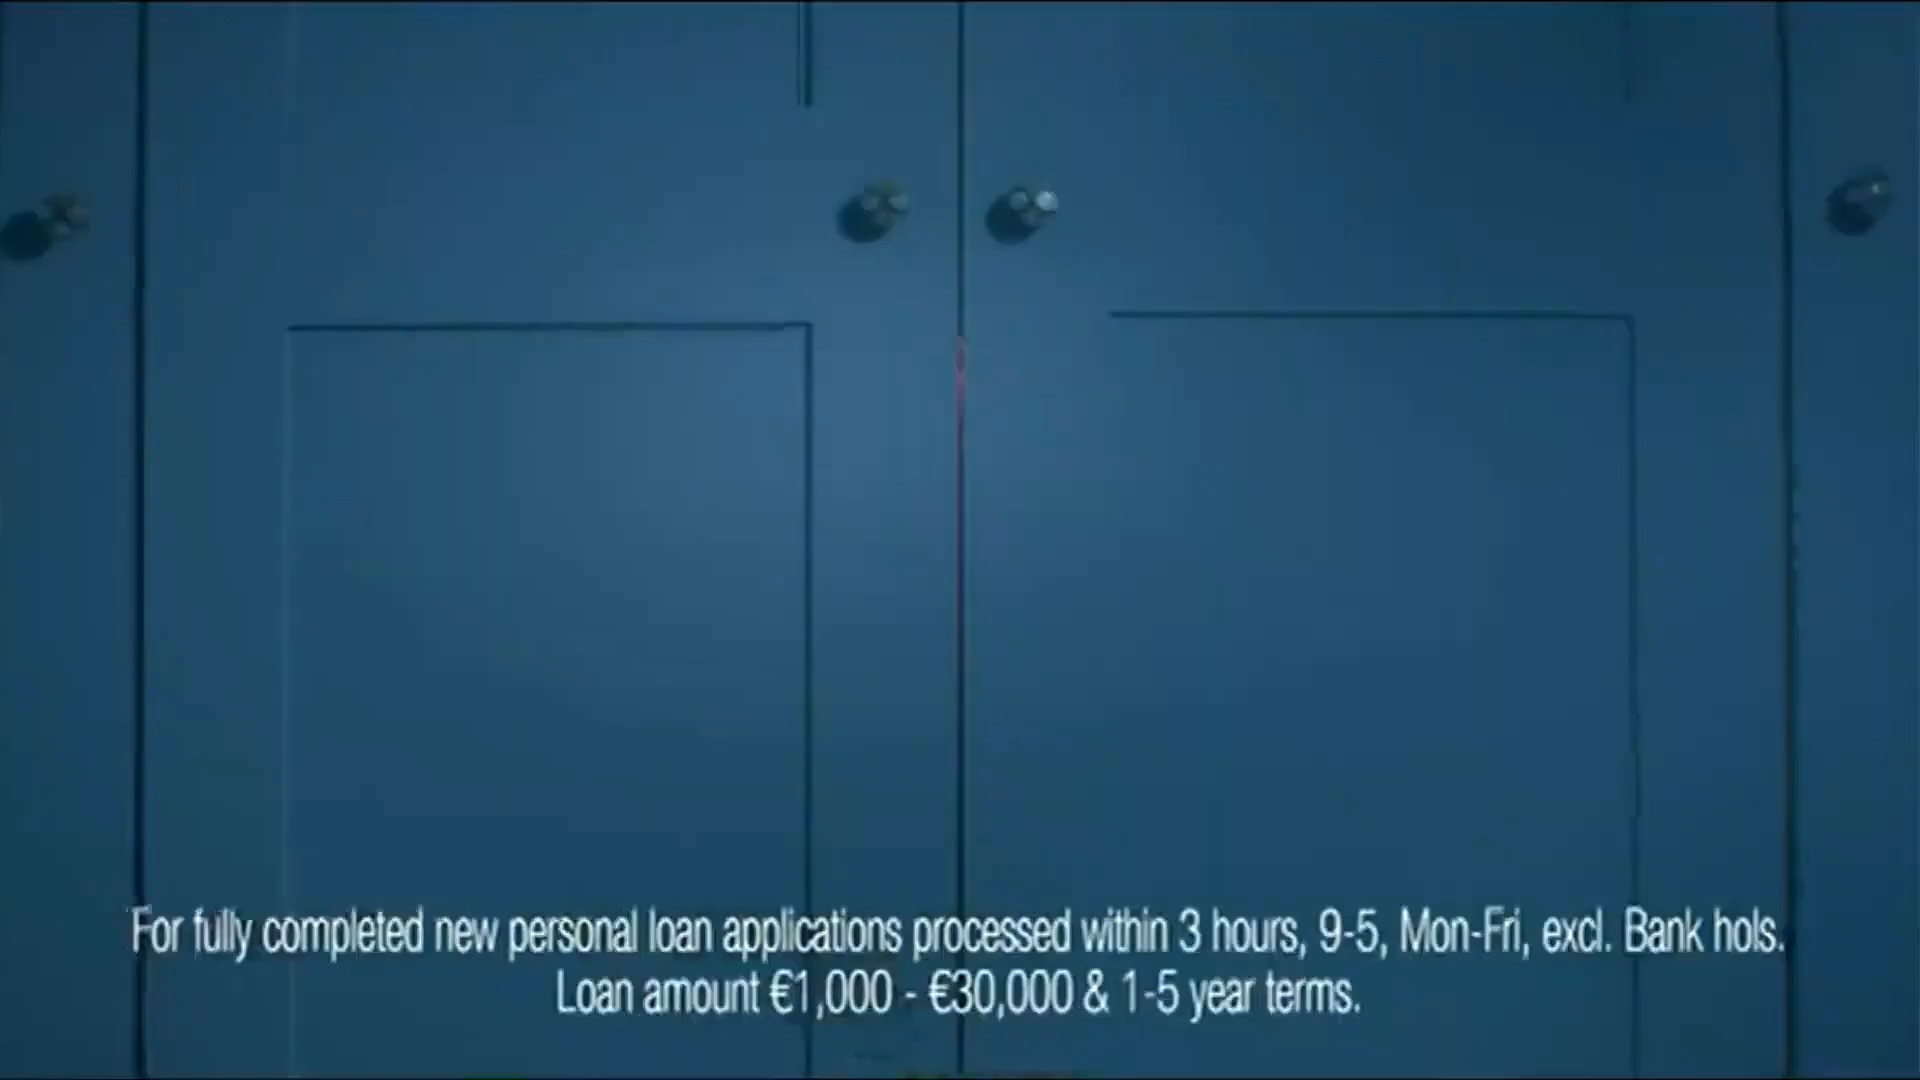 For fully completed new personal loan applications processed within 3 hours, 9-5, Mon-Fri, excl. Bank hols.
Loan amount €1,000 - €30,000 & 1-5 year terms.